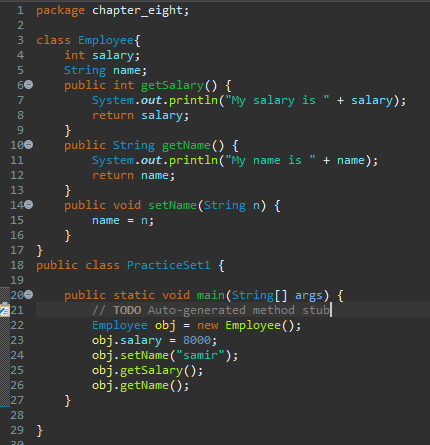 1 package chapter_eight;
2
3 class Employee{
4     int salary;
5     String name;
6     public int getSalary() {
7         System.out.println("My salary is " + salary);
8         return salary;
9     }
10     public String getName() {
11         System.out.println("My name is " + name);
12         return name;
13     }
14     public void setName(String n) {
15         name = n;
16     }
17 }
18 public class PracticeSet1 {
19
20     public static void main(String[] args) {
21         // TODO Auto-generated method stub
22         Employee obj = new Employee();
23         obj.salary = 8000;
24         obj.setName("samir");
25         obj.getSalary();
26         obj.getName();
27     }
28
29 }
30